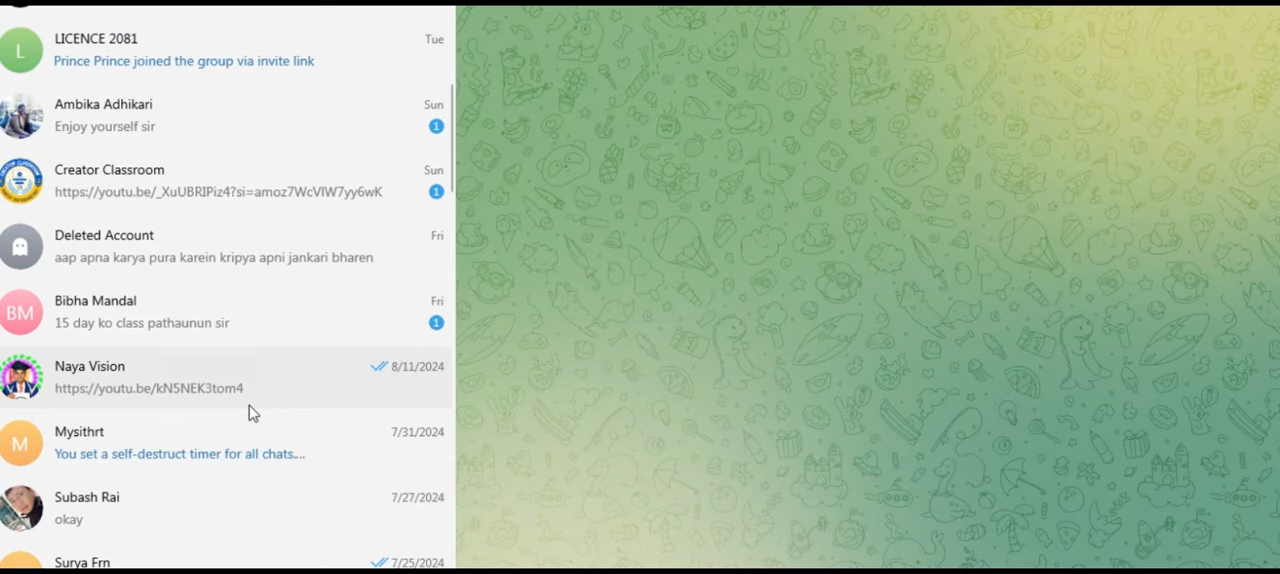 L
LICENCE 2081
Tue
Prince Prince joined the group via invite link
Ambika Adhikari
Sun
Enjoy yourself sir
1
Creator Classroom
Sun
https://youtu.be/_XuUBRIPiz4?si=amoz7WcVlW7yy6wK
1
Deleted Account
Fri
aap apna karya pura karein kripya apni jankari bharen
BM
Bibha Mandal
Fri
15 day ko class pathaunun sir
1
Naya Vision
8/11/2024
https://youtu.be/kN5NEK3tom4
M
Mysithrt
7/31/2024
You set a self-destruct timer for all chats....
Subash Rai
7/27/2024
okay
Surya Frn
7/25/2024